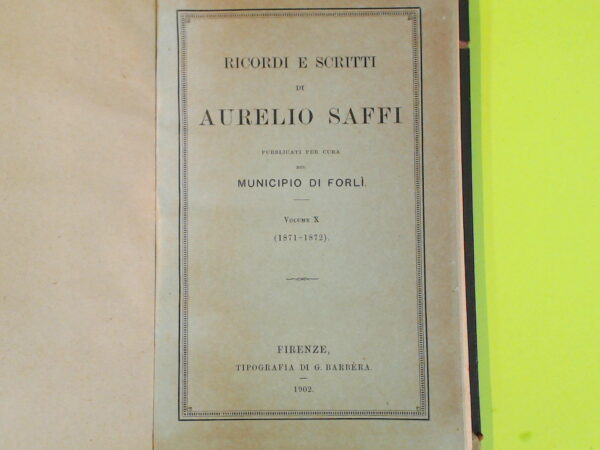 RICORDI E SCRITTI
DI
AURELIO SAFFI
PUBBLICATI PER CURA
DEL
MUNICIPIO DI FORLÌ.
VOLUME X
(1871-1872).
FIRENZE,
TIPOGRAFIA DI G. BARBÈRA.
1902.